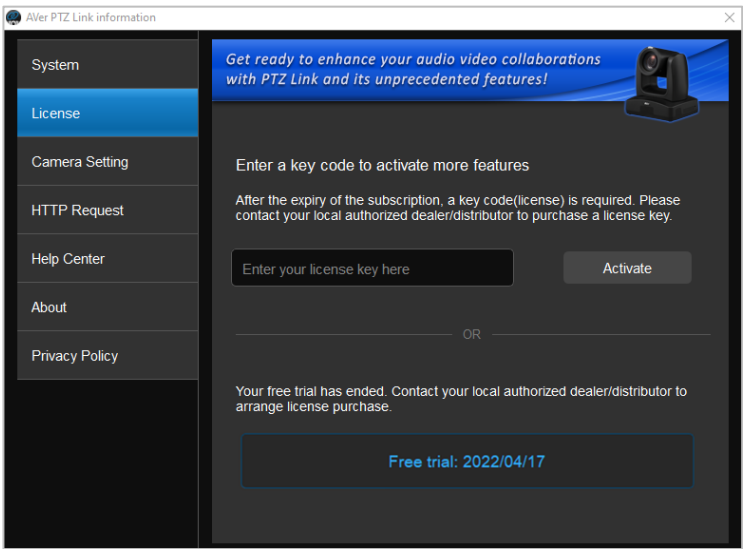 AVer PTZ Link information
System
License
Camera Setting
HTTP Request
Help Center
About
Privacy Policy
Get ready to enhance your audio video collaborations
with PTZ Link and its unprecedented features!
Enter a key code to activate more features
After the expiry of the subscription, a key code(license) is required. Please
contact your local authorized dealer/distributor to purchase a license key.
Enter your license key here
Activate
OR
Your free trial has ended. Contact your local authorized dealer/distributor to
arrange license purchase.
Free trial: 2022/04/17